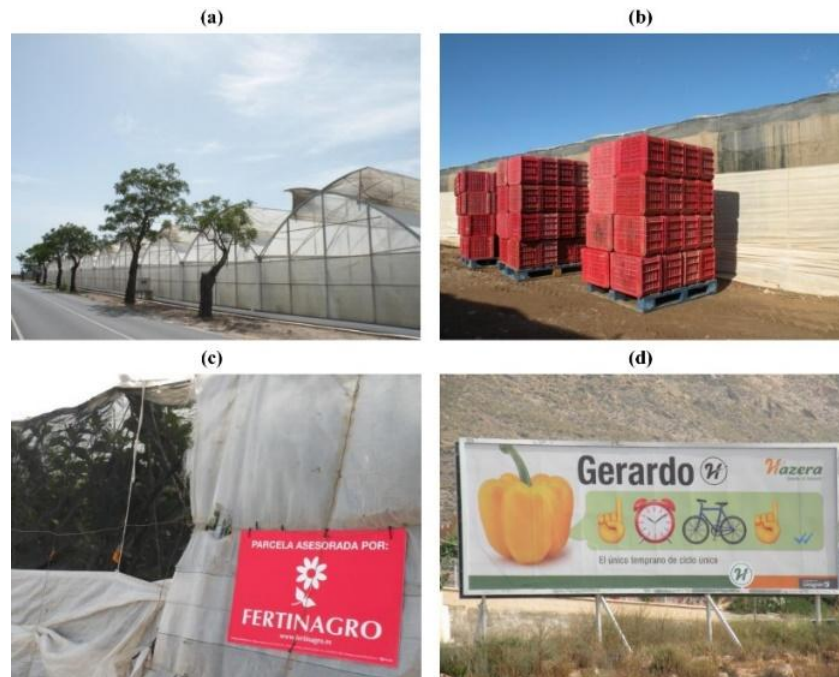 (a)
(b)
(c)
(d)
PARCELA ASESORADA POR:
FERTINAGRO
www.fertinagro.es
Gerardo
Hazera
El único temprano de ciclo único